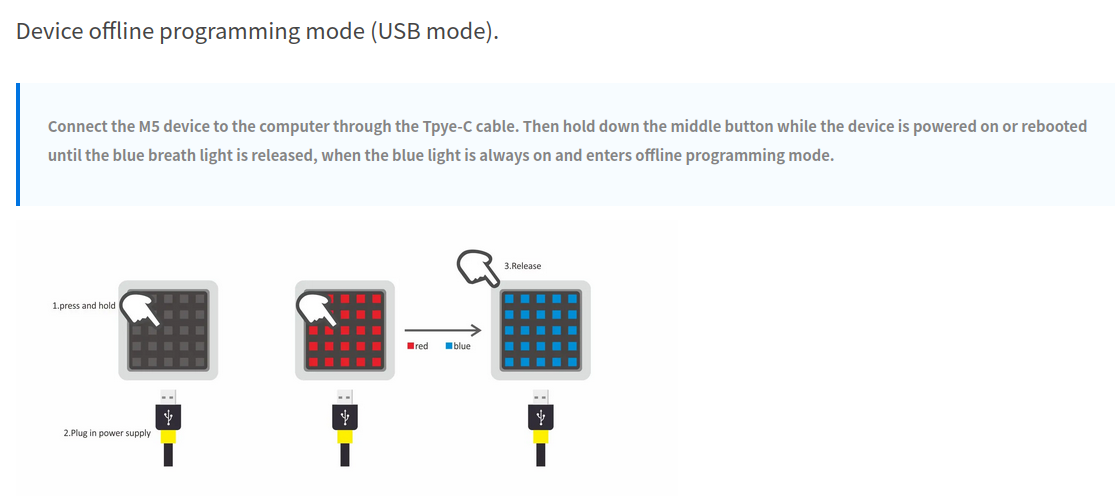 Device offline programming mode (USB mode).
Connect the M5 device to the computer through the Tpye-C cable. Then hold down the middle button while the device is powered on or rebooted
until the blue breath light is released, when the blue light is always on and enters offline programming mode.
3.Release
1.press and hold
red
blue
2.Plug in power supply